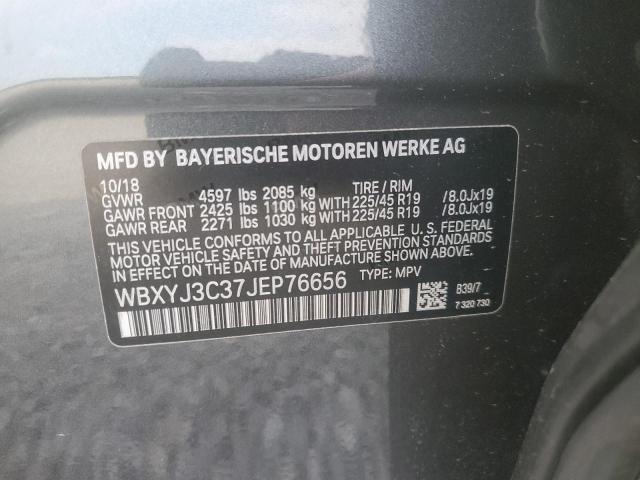 MFD BY BAYERISCHE MOTOREN WERKE AG
10/18 TIRE / RIM
GVWR 4597 lbs 2085 kg
GAWR FRONT 2425 lbs 1100 kg WITH 225/45 R19 /8.0Jx19
GAWR REAR 2271 lbs 1030 kg WITH 225/45 R19 /8.0Jx19
THIS VEHICLE CONFORMS TO ALL APPLICABLE U. S. FEDERAL
MOTOR VEHICLE SAFETY AND THEFT PREVENTION STANDARDS
IN EFFECT ON THE DATE OF MANUFACTURE SHOWN ABOVE.
WBXYJ3C37JEP76656 TYPE: MPV
B39/7
7 320 730